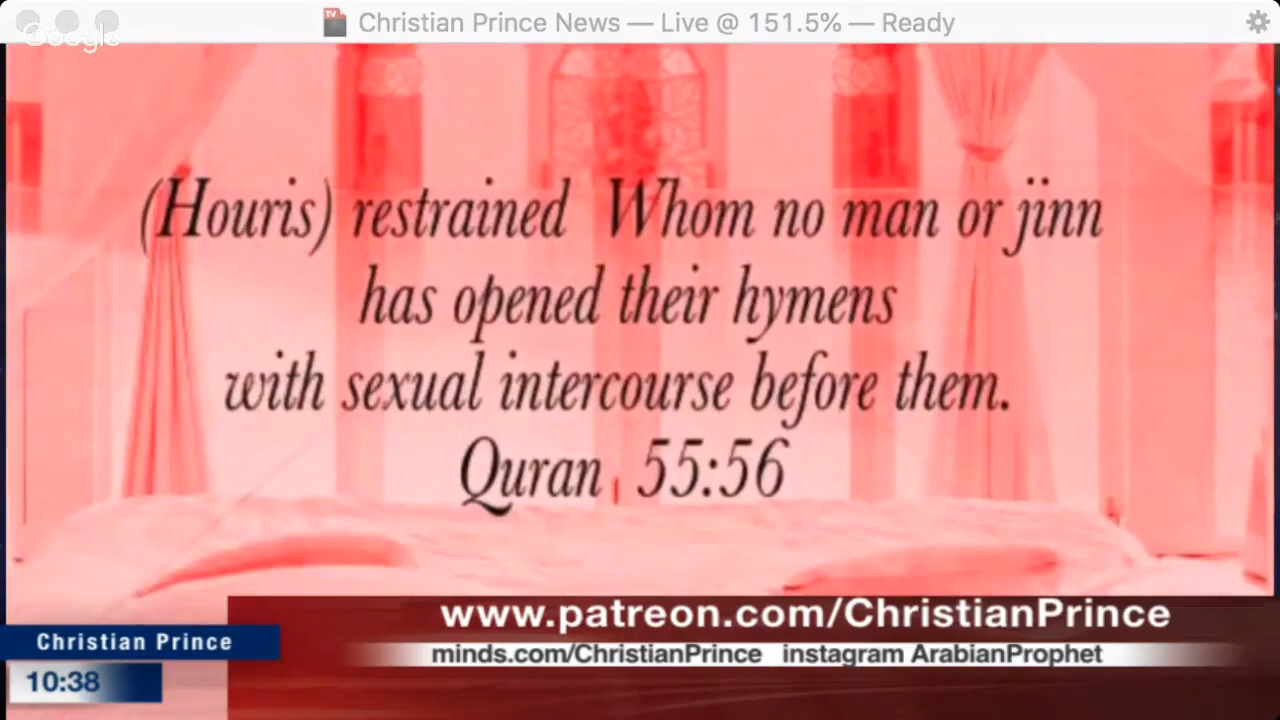 Christian Prince News — Live @ 151.5% — Ready
Google
(Houris) restrained Whom no man or jinn
has opened their hymens
with sexual intercourse before them.
Quran 55:56
www.patreon.com/ChristianPrince
Christian Prince
minds.com/ChristianPrince instagram ArabianProphet
10:38